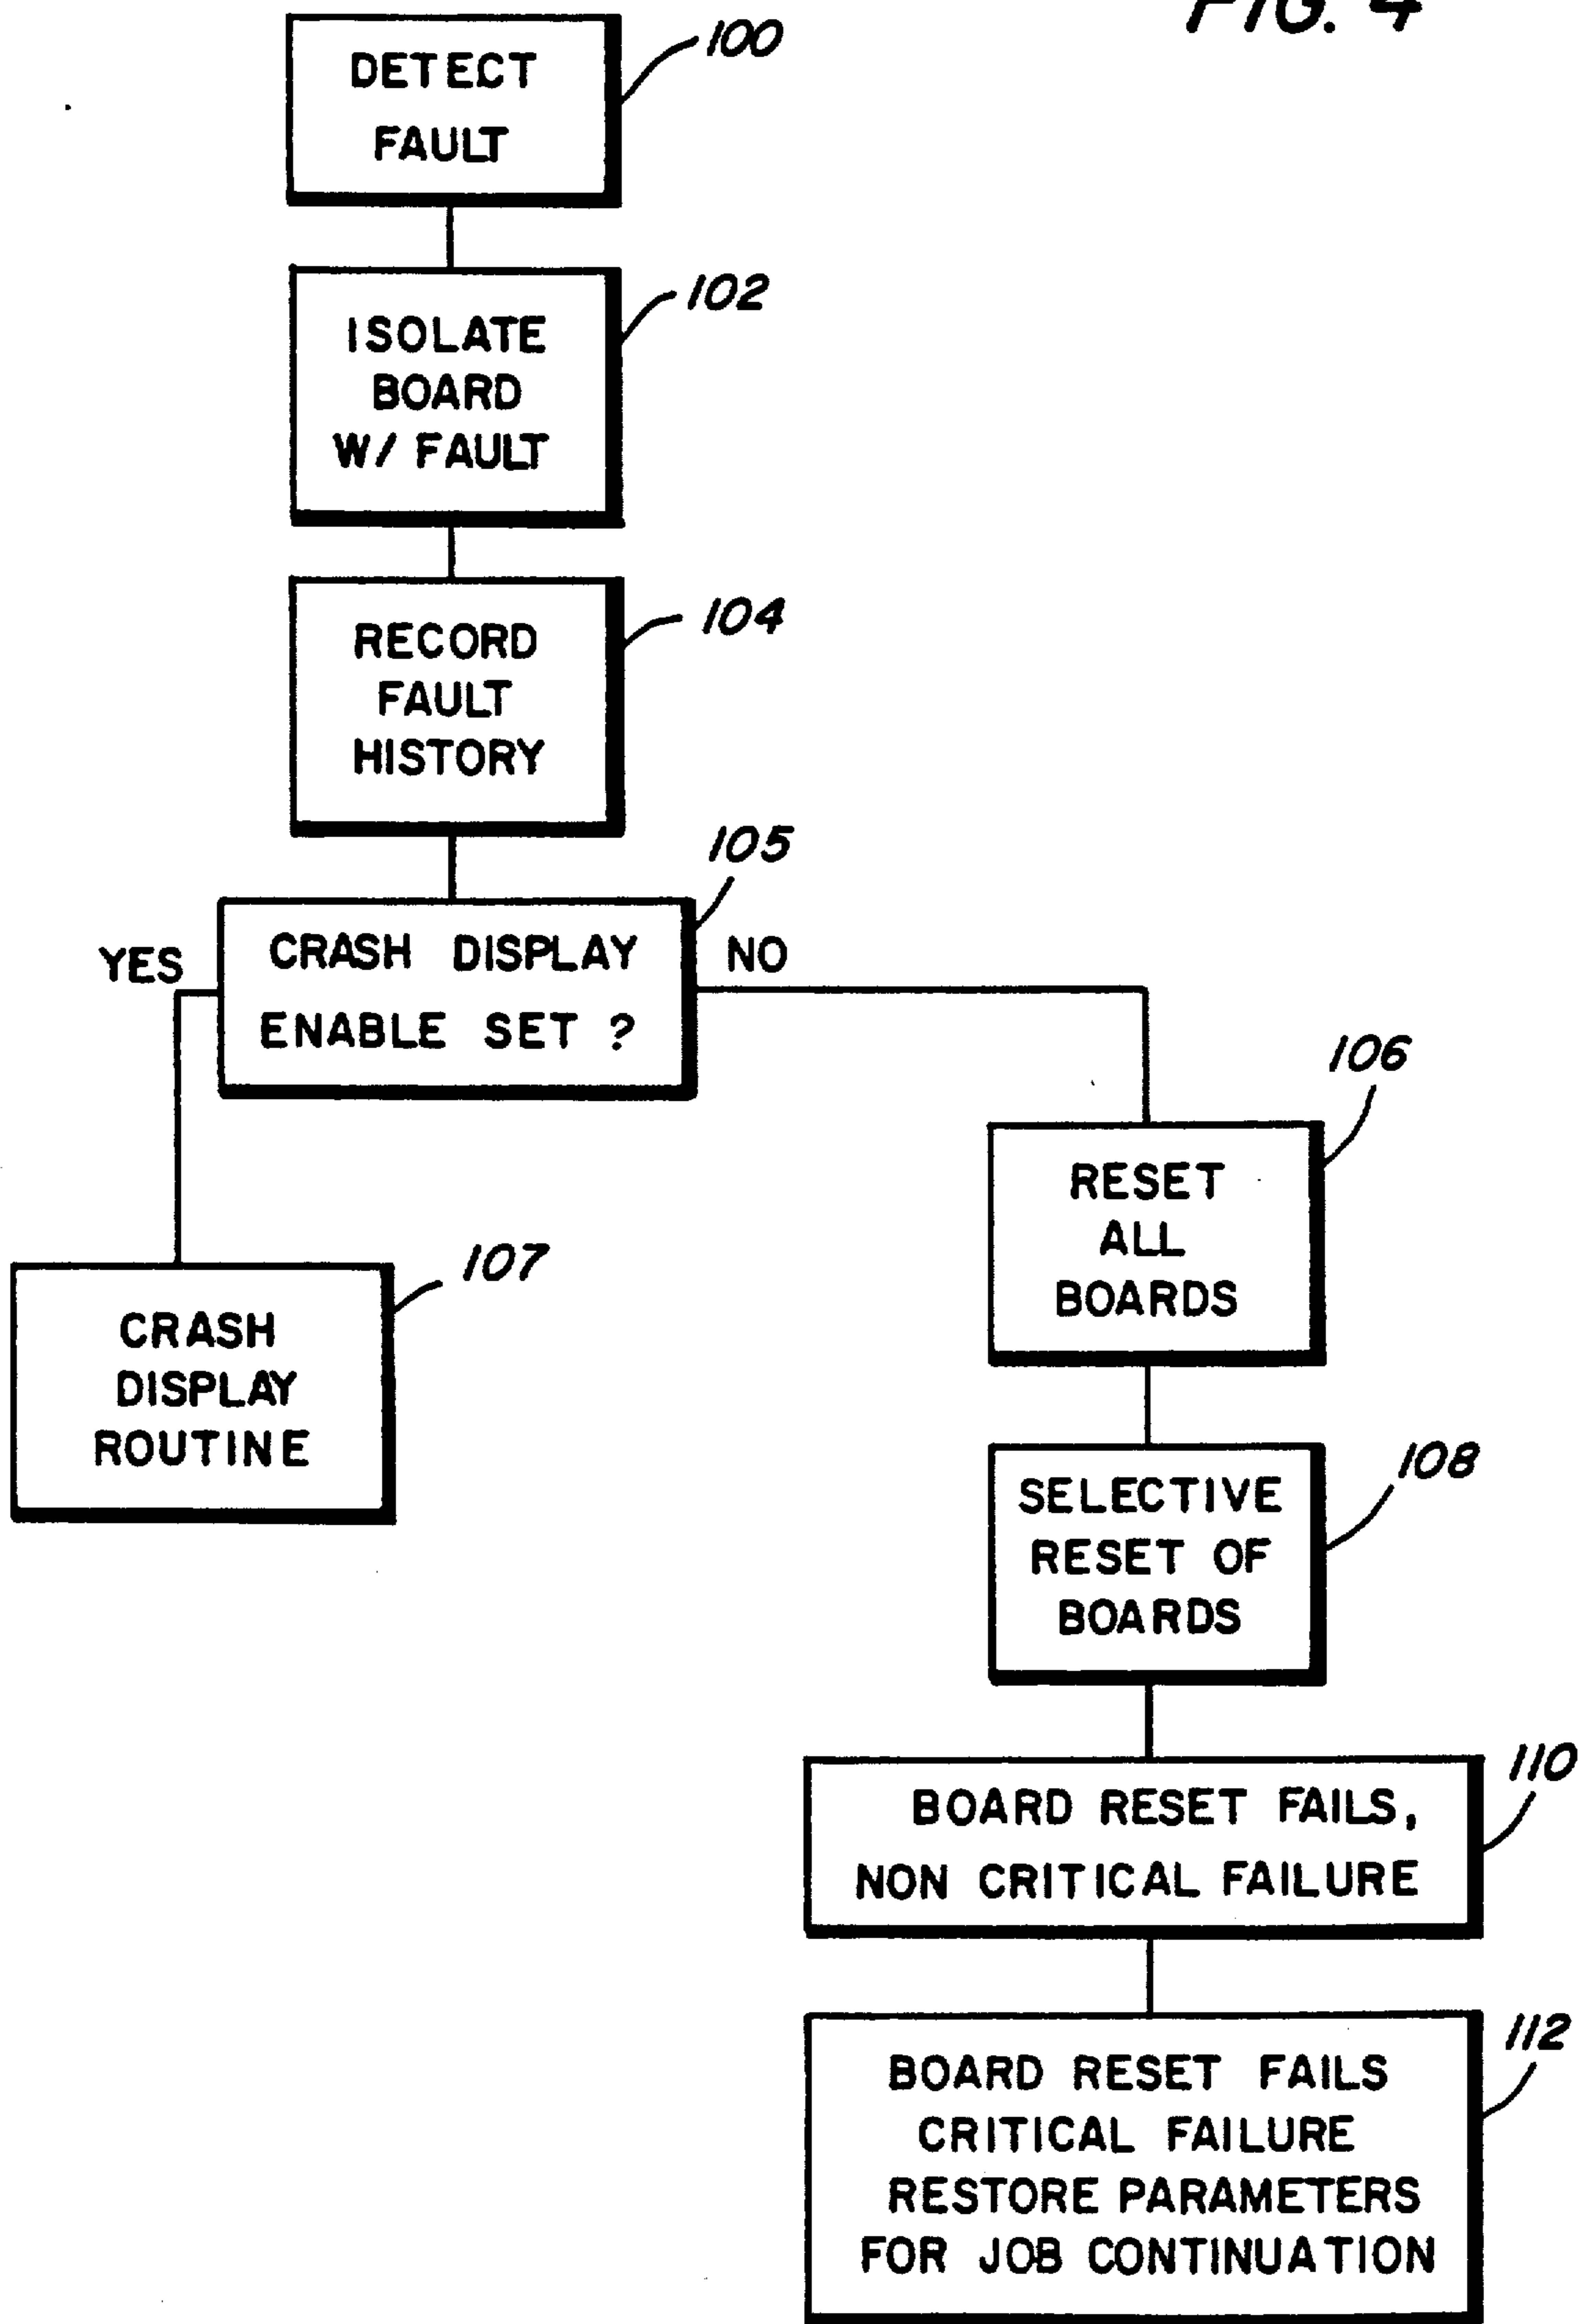 FIG. 4
100
DETECT
FAULT
102
ISOLATE
BOARD
W/ FAULT
104
RECORD
FAULT
HISTORY
105
YES
CRASH DISPLAY
ENABLE SET ?
NO
106
RESET
ALL
BOARDS
107
CRASH
DISPLAY
ROUTINE
108
SELECTIVE
RESET OF
BOARDS
110
BOARD RESET FAILS,
NON CRITICAL FAILURE
112
BOARD RESET FAILS
CRITICAL FAILURE
RESTORE PARAMETERS
FOR JOB CONTINUATION